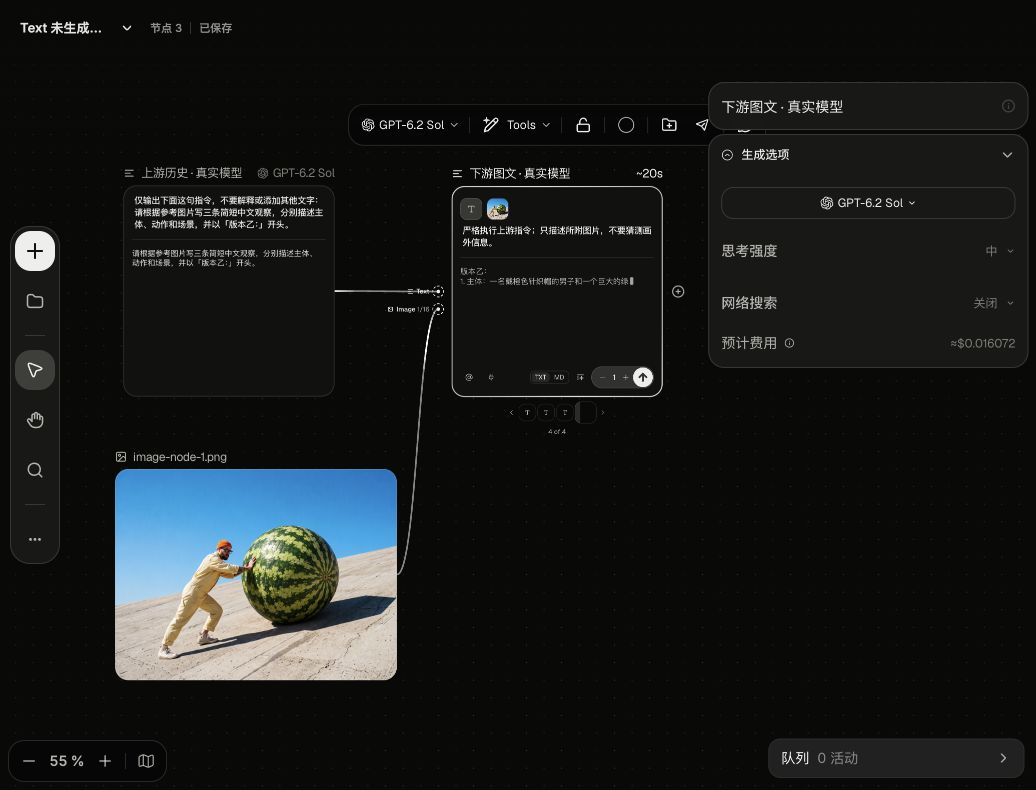 Text 未生成...
节点 3
已保存
GPT-6.2 Sol
Tools
下游图文 · 真实模型
生成选项
GPT-6.2 Sol
思考强度
中
网络搜索
关闭
预计费用
≈$0.016072
上游历史 · 真实模型
GPT-6.2 Sol
仅输出下面这句指令，不要解释或添加其他文字：
请根据参考图片写三条简短中文观察，分别描述主
体、动作和场景，并以「版本乙：」开头。
请根据参考图片写三条简短中文观察，分别描述主体、
动作和场景，并以「版本乙：」开头。
Text
Image 1/16
下游图文 · 真实模型
~20s
T
严格执行上游指令；只描述所附图片，不要猜测画
外信息。
版本乙：
1. 主体：一名戴橙色针织帽的男子和一个巨大的绿
TXT
MD
1
T
T
T
4 of 4
image-node-1.png
55 %
队列
0 活动